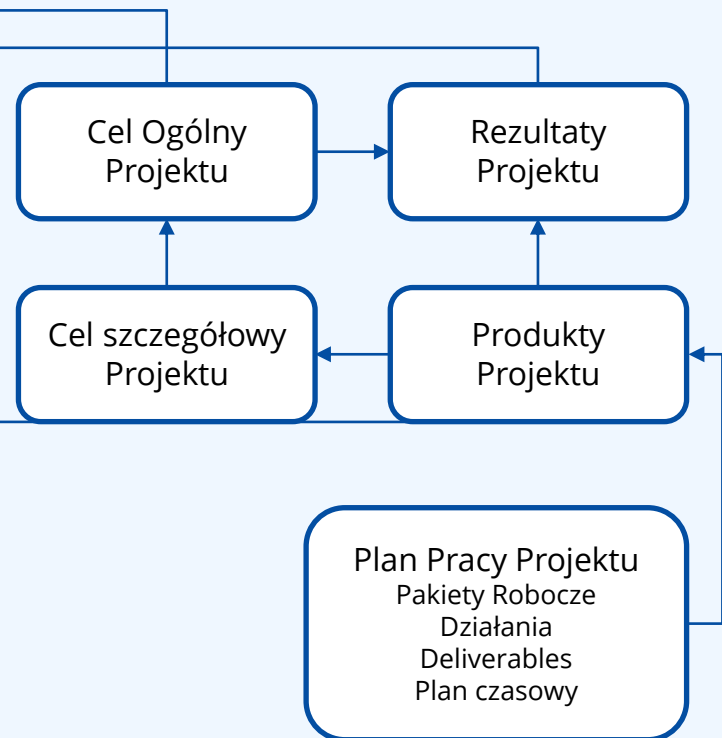 Cel Ogólny
Projektu
Rezultaty
Projektu
Cel szczegółowy
Projektu
Produkty
Projektu
Plan Pracy Projektu
Pakiety Robocze
Działania
Deliverables
Plan czasowy